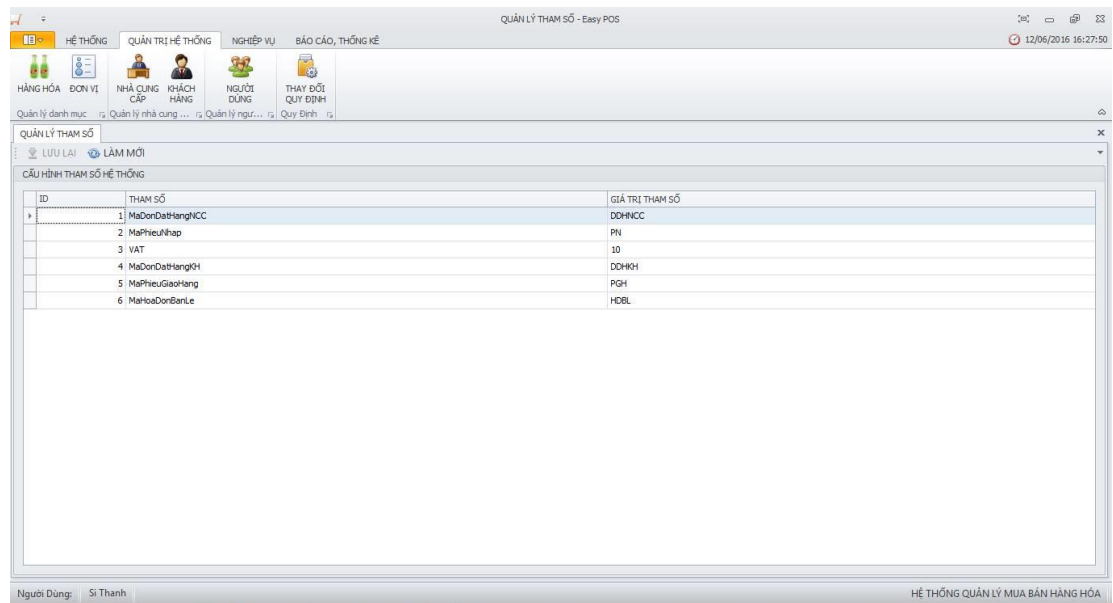 QUẢN LÝ THAM SỐ - Easy POS
HỆ THỐNG QUẢN TRỊ HỆ THỐNG NGHIỆP VỤ BÁO CÁO, THỐNG KÊ 12/06/2016 16:27:50
HÀNG HÓA ĐƠN VỊ NHÀ CUNG CẤP KHÁCH HÀNG NGƯỜI DÙNG THAY ĐỔI QUY ĐỊNH
Quản lý danh mục Quản lý nhà cung ... Quản lý ngư... Quy Định
QUẢN LÝ THAM SỐ
LƯU LẠI LÀM MỚI
CẤU HÌNH THAM SỐ HỆ THỐNG
ID THAM SỐ GIÁ TRỊ THAM SỐ
1 MaDonDatHangNCC DDHNCC
2 MaPhieuNhap PN
3 VAT 10
4 MaDonDatHangKH DDHKH
5 MaPhieuGiaoHang PGH
6 MaHoaDonBanLe HDBL
Người Dùng: Si Thanh HỆ THỐNG QUẢN LÝ MUA BÁN HÀNG HÓA